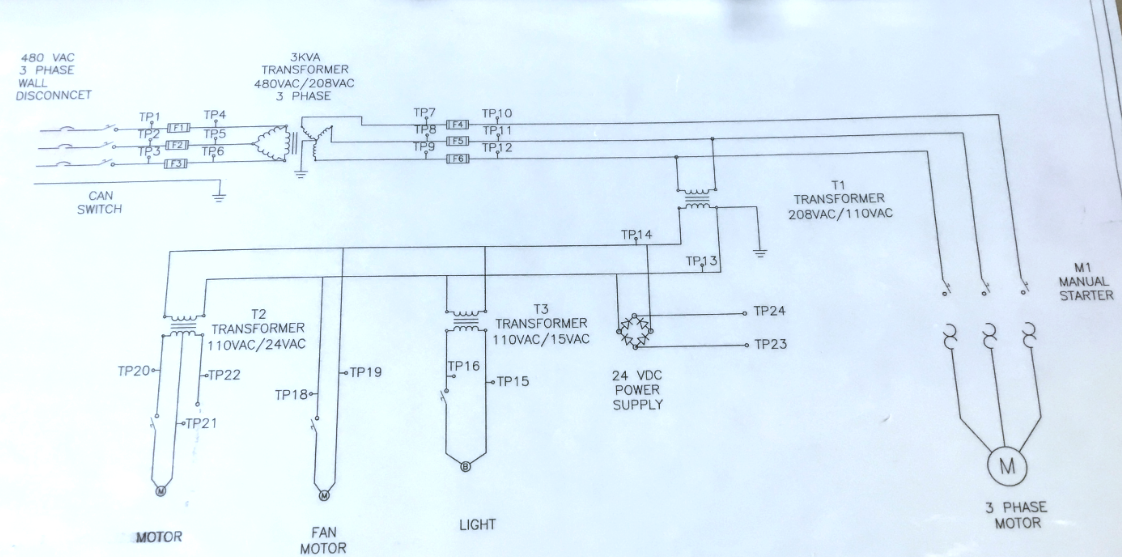 480 VAC
3 PHASE
WALL
DISCONNCET
3KVA
TRANSFORMER
480VAC/208VAC
3 PHASE
TP1
TP4
TP7
TP10
F1
F4
TP2
TP5
TP8
TP11
F2
F5
TP3
TP6
TP9
TP12
F3
F6
CAN
SWITCH
T1
TRANSFORMER
208VAC/110VAC
TP14
TP13
M1
MANUAL
STARTER
T2
TRANSFORMER
110VAC/24VAC
T3
TRANSFORMER
110VAC/15VAC
TP24
TP23
24 VDC
POWER
SUPPLY
TP20
TP22
TP21
TP19
TP18
TP16
TP15
M
M
B
M
MOTOR
FAN
MOTOR
LIGHT
3 PHASE
MOTOR